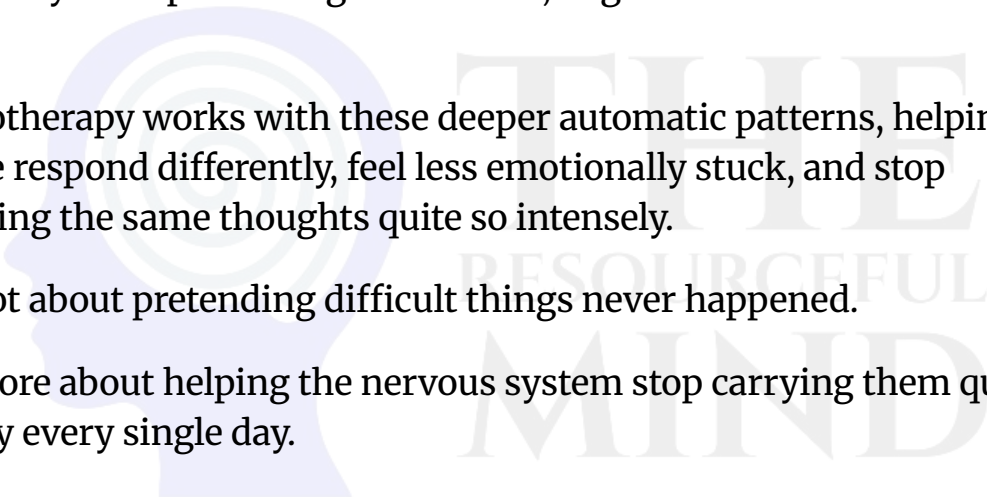 otherapy works with these deeper automatic patterns, helpin
e respond differently, feel less emotionally stuck, and stop
ing the same thoughts quite so intensely.
ot about pretending difficult things never happened.
ore about helping the nervous system stop carrying them qu
y every single day.
THE
RESOURCEFUL
MIND